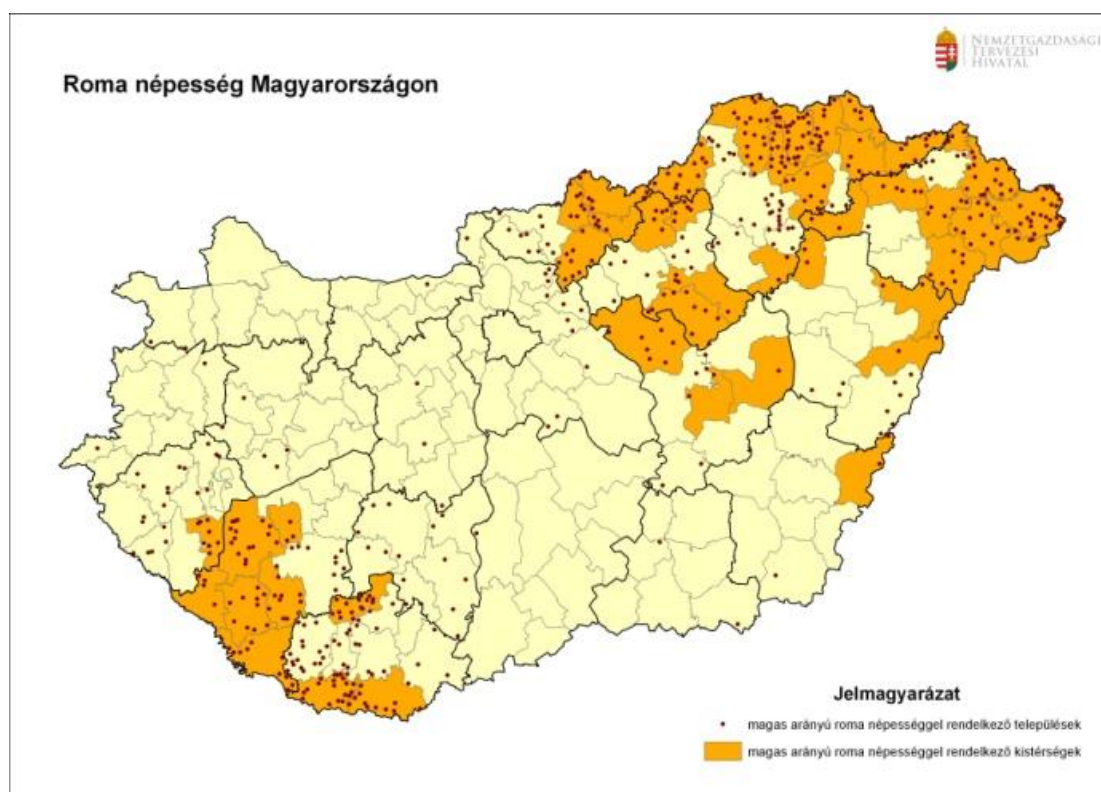 NEMZETGAZDASÁGI
TERVEZÉSI
HIVATAL
Roma népesség Magyarországon
Jelmagyarázat
magas arányú roma népességgel rendelkező települések
magas arányú roma népességgel rendelkező kistérségek